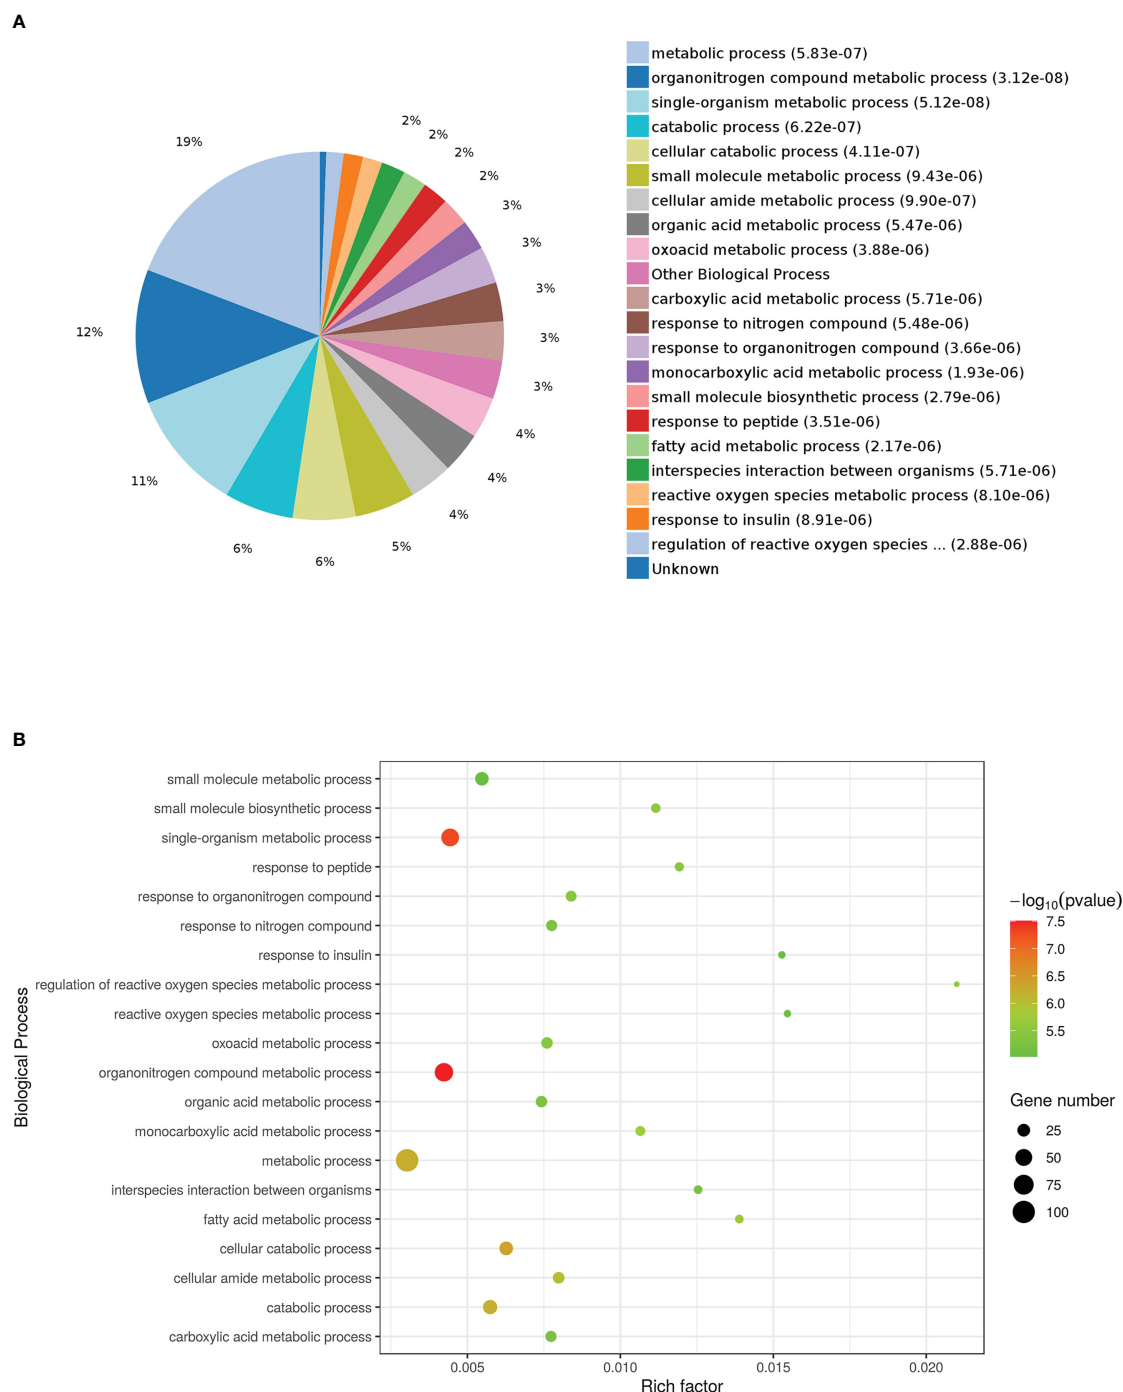 A
metabolic process (5.83e-07)
organonitrogen compound metabolic process (3.12e-08)
single-organism metabolic process (5.12e-08)
catabolic process (6.22e-07)
cellular catabolic process (4.11e-07)
small molecule metabolic process (9.43e-06)
cellular amide metabolic process (9.90e-07)
organic acid metabolic process (5.47e-06)
oxoacid metabolic process (3.88e-06)
Other Biological Process
carboxylic acid metabolic process (5.71e-06)
response to nitrogen compound (5.48e-06)
response to organonitrogen compound (3.66e-06)
monocarboxylic acid metabolic process (1.93e-06)
small molecule biosynthetic process (2.79e-06)
response to peptide (3.51e-06)
fatty acid metabolic process (2.17e-06)
interspecies interaction between organisms (5.71e-06)
reactive oxygen species metabolic process (8.10e-06)
response to insulin (8.91e-06)
regulation of reactive oxygen species ... (2.88e-06)
Unknown
19%
12%
11%
6%
6%
5%
4%
4%
4%
3%
3%
3%
3%
3%
2%
2%
2%
2%
B
Biological Process
small molecule metabolic process
small molecule biosynthetic process
single-organism metabolic process
response to peptide
response to organonitrogen compound
response to nitrogen compound
response to insulin
regulation of reactive oxygen species metabolic process
reactive oxygen species metabolic process
oxoacid metabolic process
organonitrogen compound metabolic process
organic acid metabolic process
monocarboxylic acid metabolic process
metabolic process
interspecies interaction between organisms
fatty acid metabolic process
cellular catabolic process
cellular amide metabolic process
catabolic process
carboxylic acid metabolic process
0.005 0.010 0.015 0.020
Rich factor
−log₁₀(pvalue)
7.5
7.0
6.5
6.0
5.5
Gene number
25
50
75
100